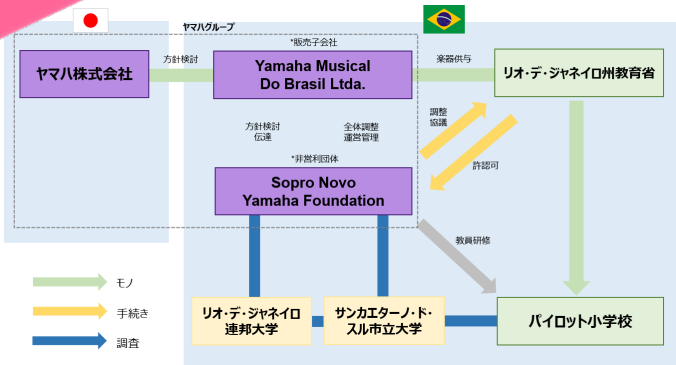 ヤマハグループ
*販売子会社
ヤマハ株式会社
方針検討
Yamaha Musical
Do Brasil Ltda.
楽器供与
リオ・デ・ジャネイロ州教育省
方針検討
伝達
全体調整
運営管理
調整
協議
許認可
*非営利団体
Sopro Novo
Yamaha Foundation
教員研修
モノ
手続き
調査
リオ・デ・ジャネイロ
連邦大学
サンカエターノ・ド・
スル市立大学
パイロット小学校